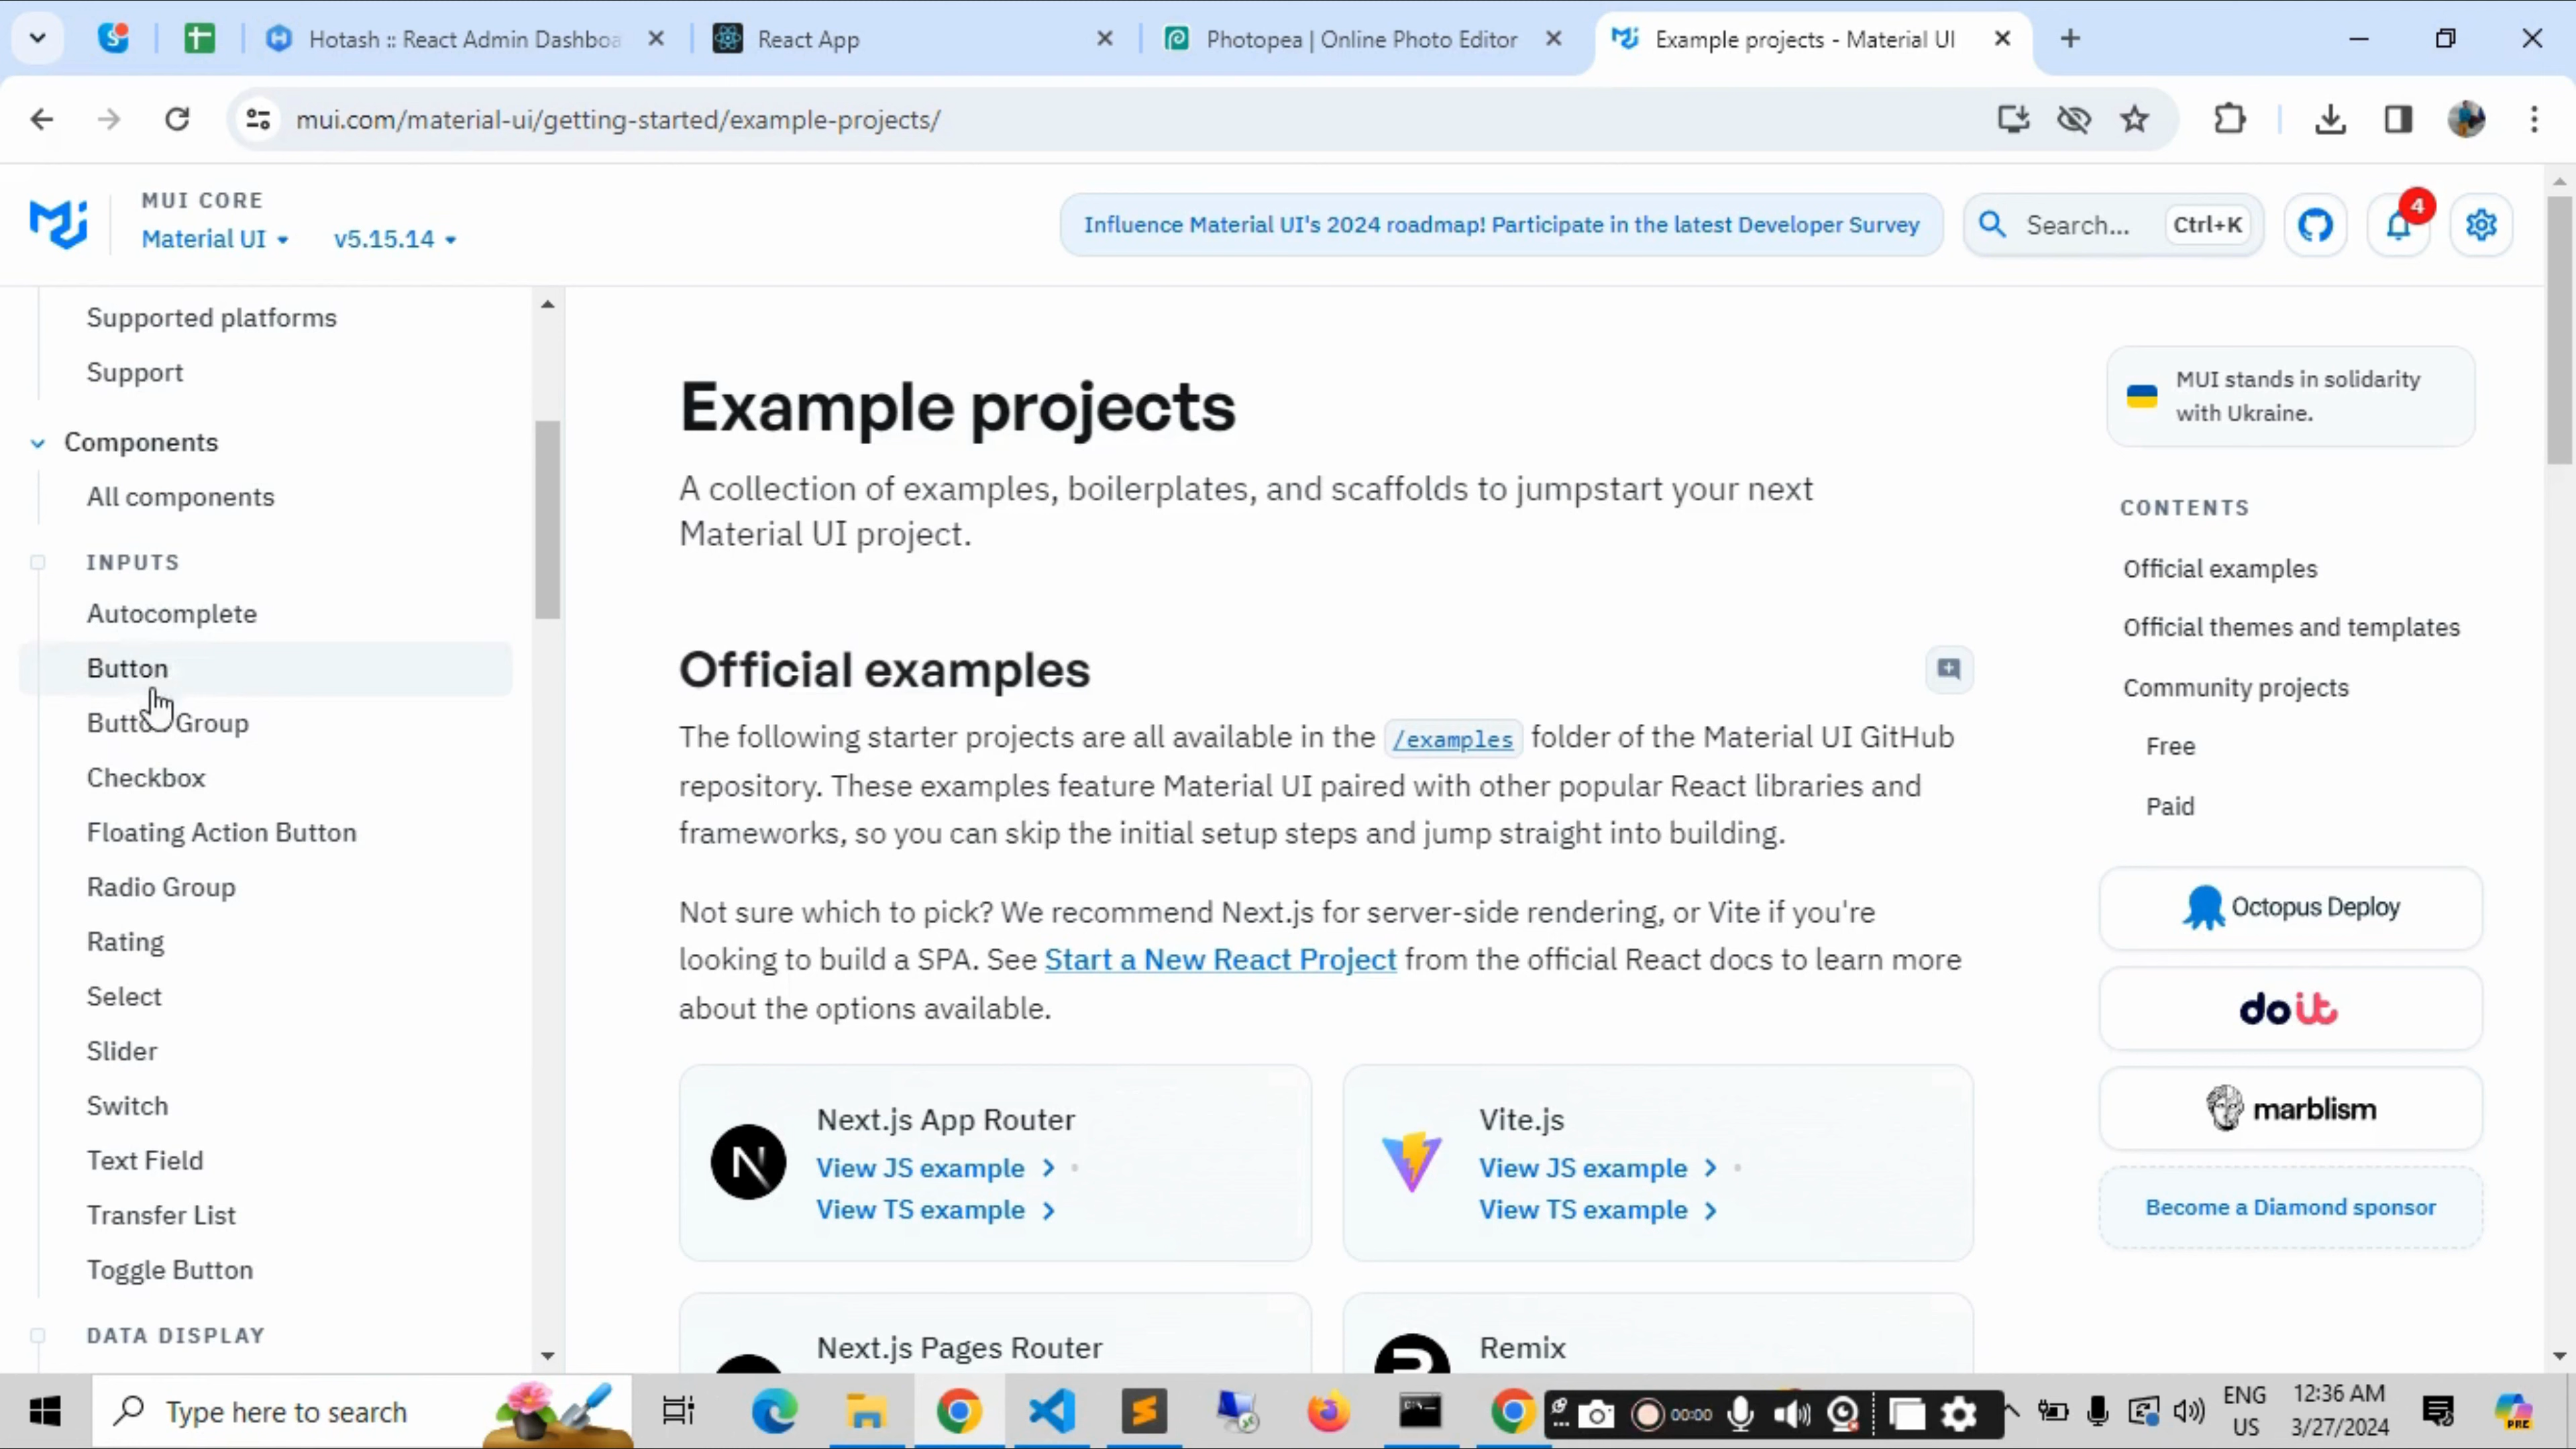 Hotash :: React Admin Dashboa
React App
Photopea | Online Photo Editor
Example projects - Material UI
mui.com/material-ui/getting-started/example-projects/
MUI CORE
Material UI
v5.15.14
Influence Material UI's 2024 roadmap! Participate in the latest Developer Survey
Search...
Ctrl+K
4
Supported platforms
Support
Components
All components
INPUTS
Autocomplete
Button
Button Group
Checkbox
Floating Action Button
Radio Group
Rating
Select
Slider
Switch
Text Field
Transfer List
Toggle Button
DATA DISPLAY
Example projects
A collection of examples, boilerplates, and scaffolds to jumpstart your next
Material UI project.
Official examples
The following starter projects are all available in the /examples folder of the Material UI GitHub
repository. These examples feature Material UI paired with other popular React libraries and
frameworks, so you can skip the initial setup steps and jump straight into building.
Not sure which to pick? We recommend Next.js for server-side rendering, or Vite if you're
looking to build a SPA. See Start a New React Project from the official React docs to learn more
about the options available.
Next.js App Router
View JS example
View TS example
Vite.js
View JS example
View TS example
Next.js Pages Router
Remix
MUI stands in solidarity
with Ukraine.
CONTENTS
Official examples
Official themes and templates
Community projects
Free
Paid
Octopus Deploy
doit
marblism
Become a Diamond sponsor
Type here to search
00:00
ENG
US
12:36 AM
3/27/2024
PRE